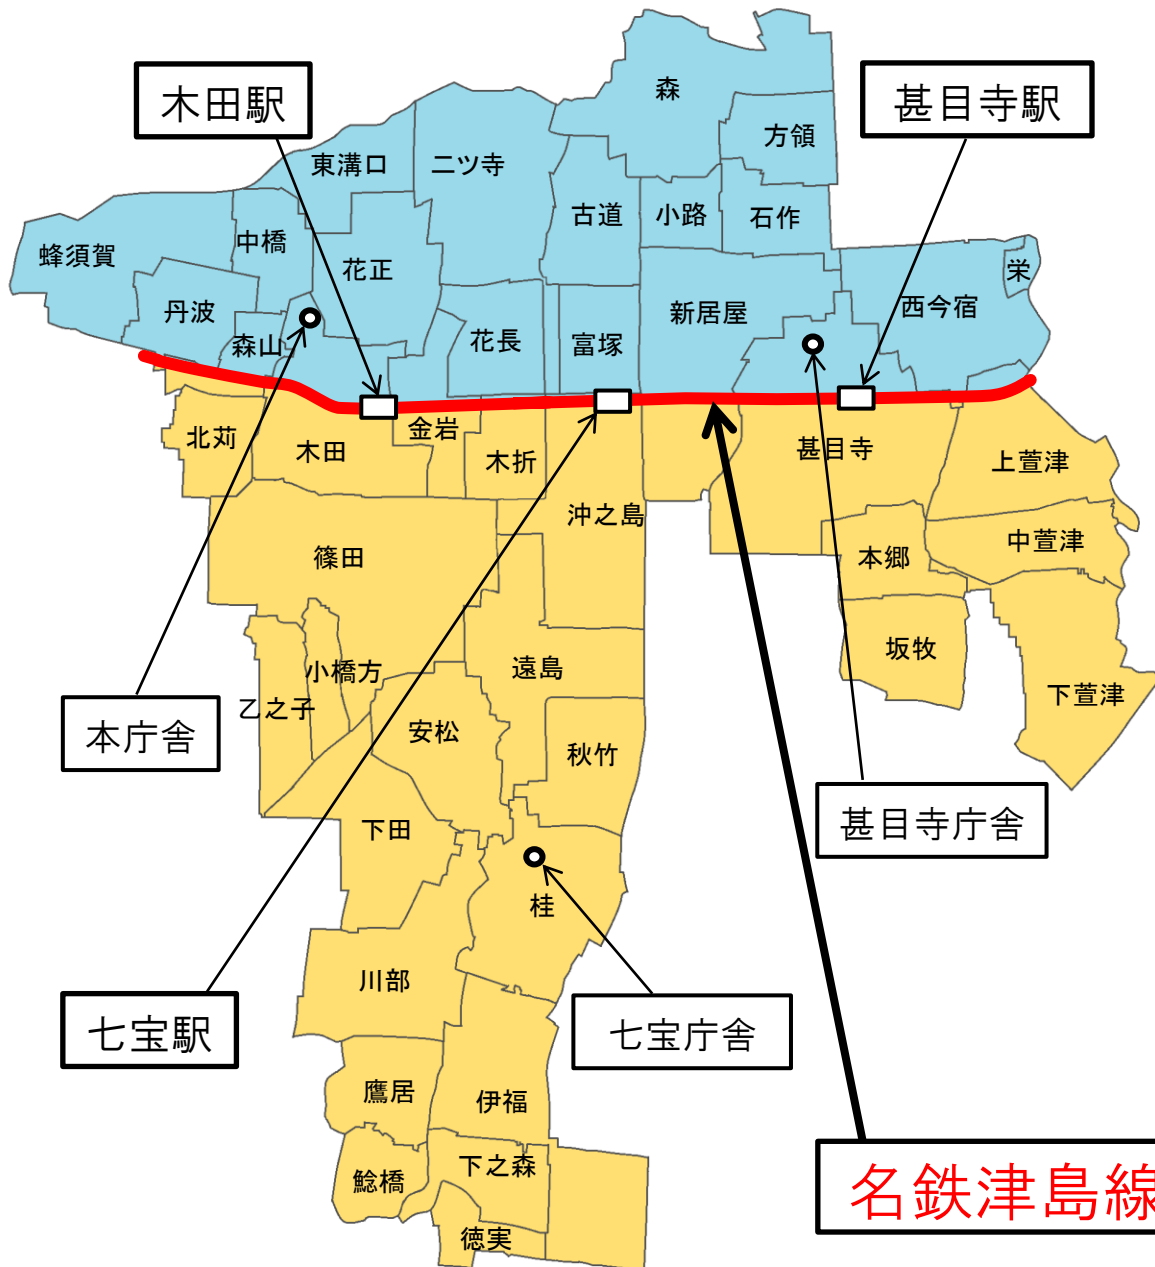 森
木田駅
甚目寺駅
方領
東溝口
二ツ寺
古道
小路
石作
中橋
蜂須賀
花正
栄
西今宿
丹波
新居屋
森山
花長
富塚
北苅
木田
金岩
木折
甚目寺
上萱津
沖之島
中萱津
篠田
本郷
坂牧
小橋方
遠島
乙之子
下萱津
本庁舎
安松
秋竹
下田
甚目寺庁舎
桂
川部
七宝駅
七宝庁舎
鷹居
伊福
下之森
鯰橋
名鉄津島線
徳実